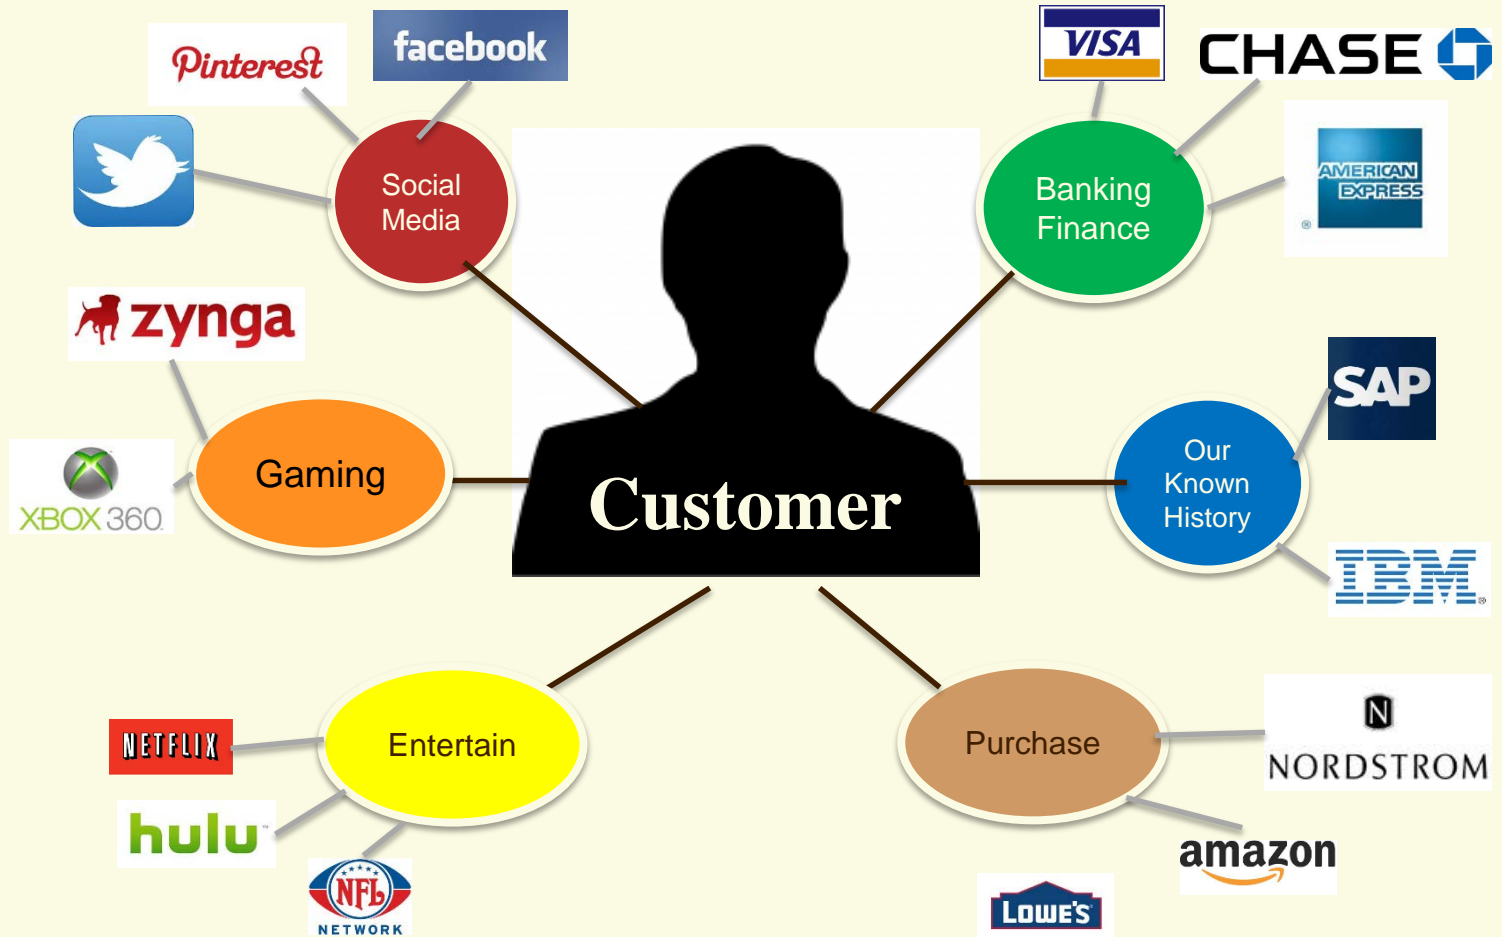 Pinterest
facebook
VISA
CHASE
Social
Media
Banking
Finance
AMERICAN
EXPRESS
®
zynga
SAP
XBOX 360
Gaming
Customer
Our
Known
History
IBM
®
NETFLIX
Entertain
Purchase
N
NORDSTROM
hulu
amazon
NFL
NETWORK
LOWE'S